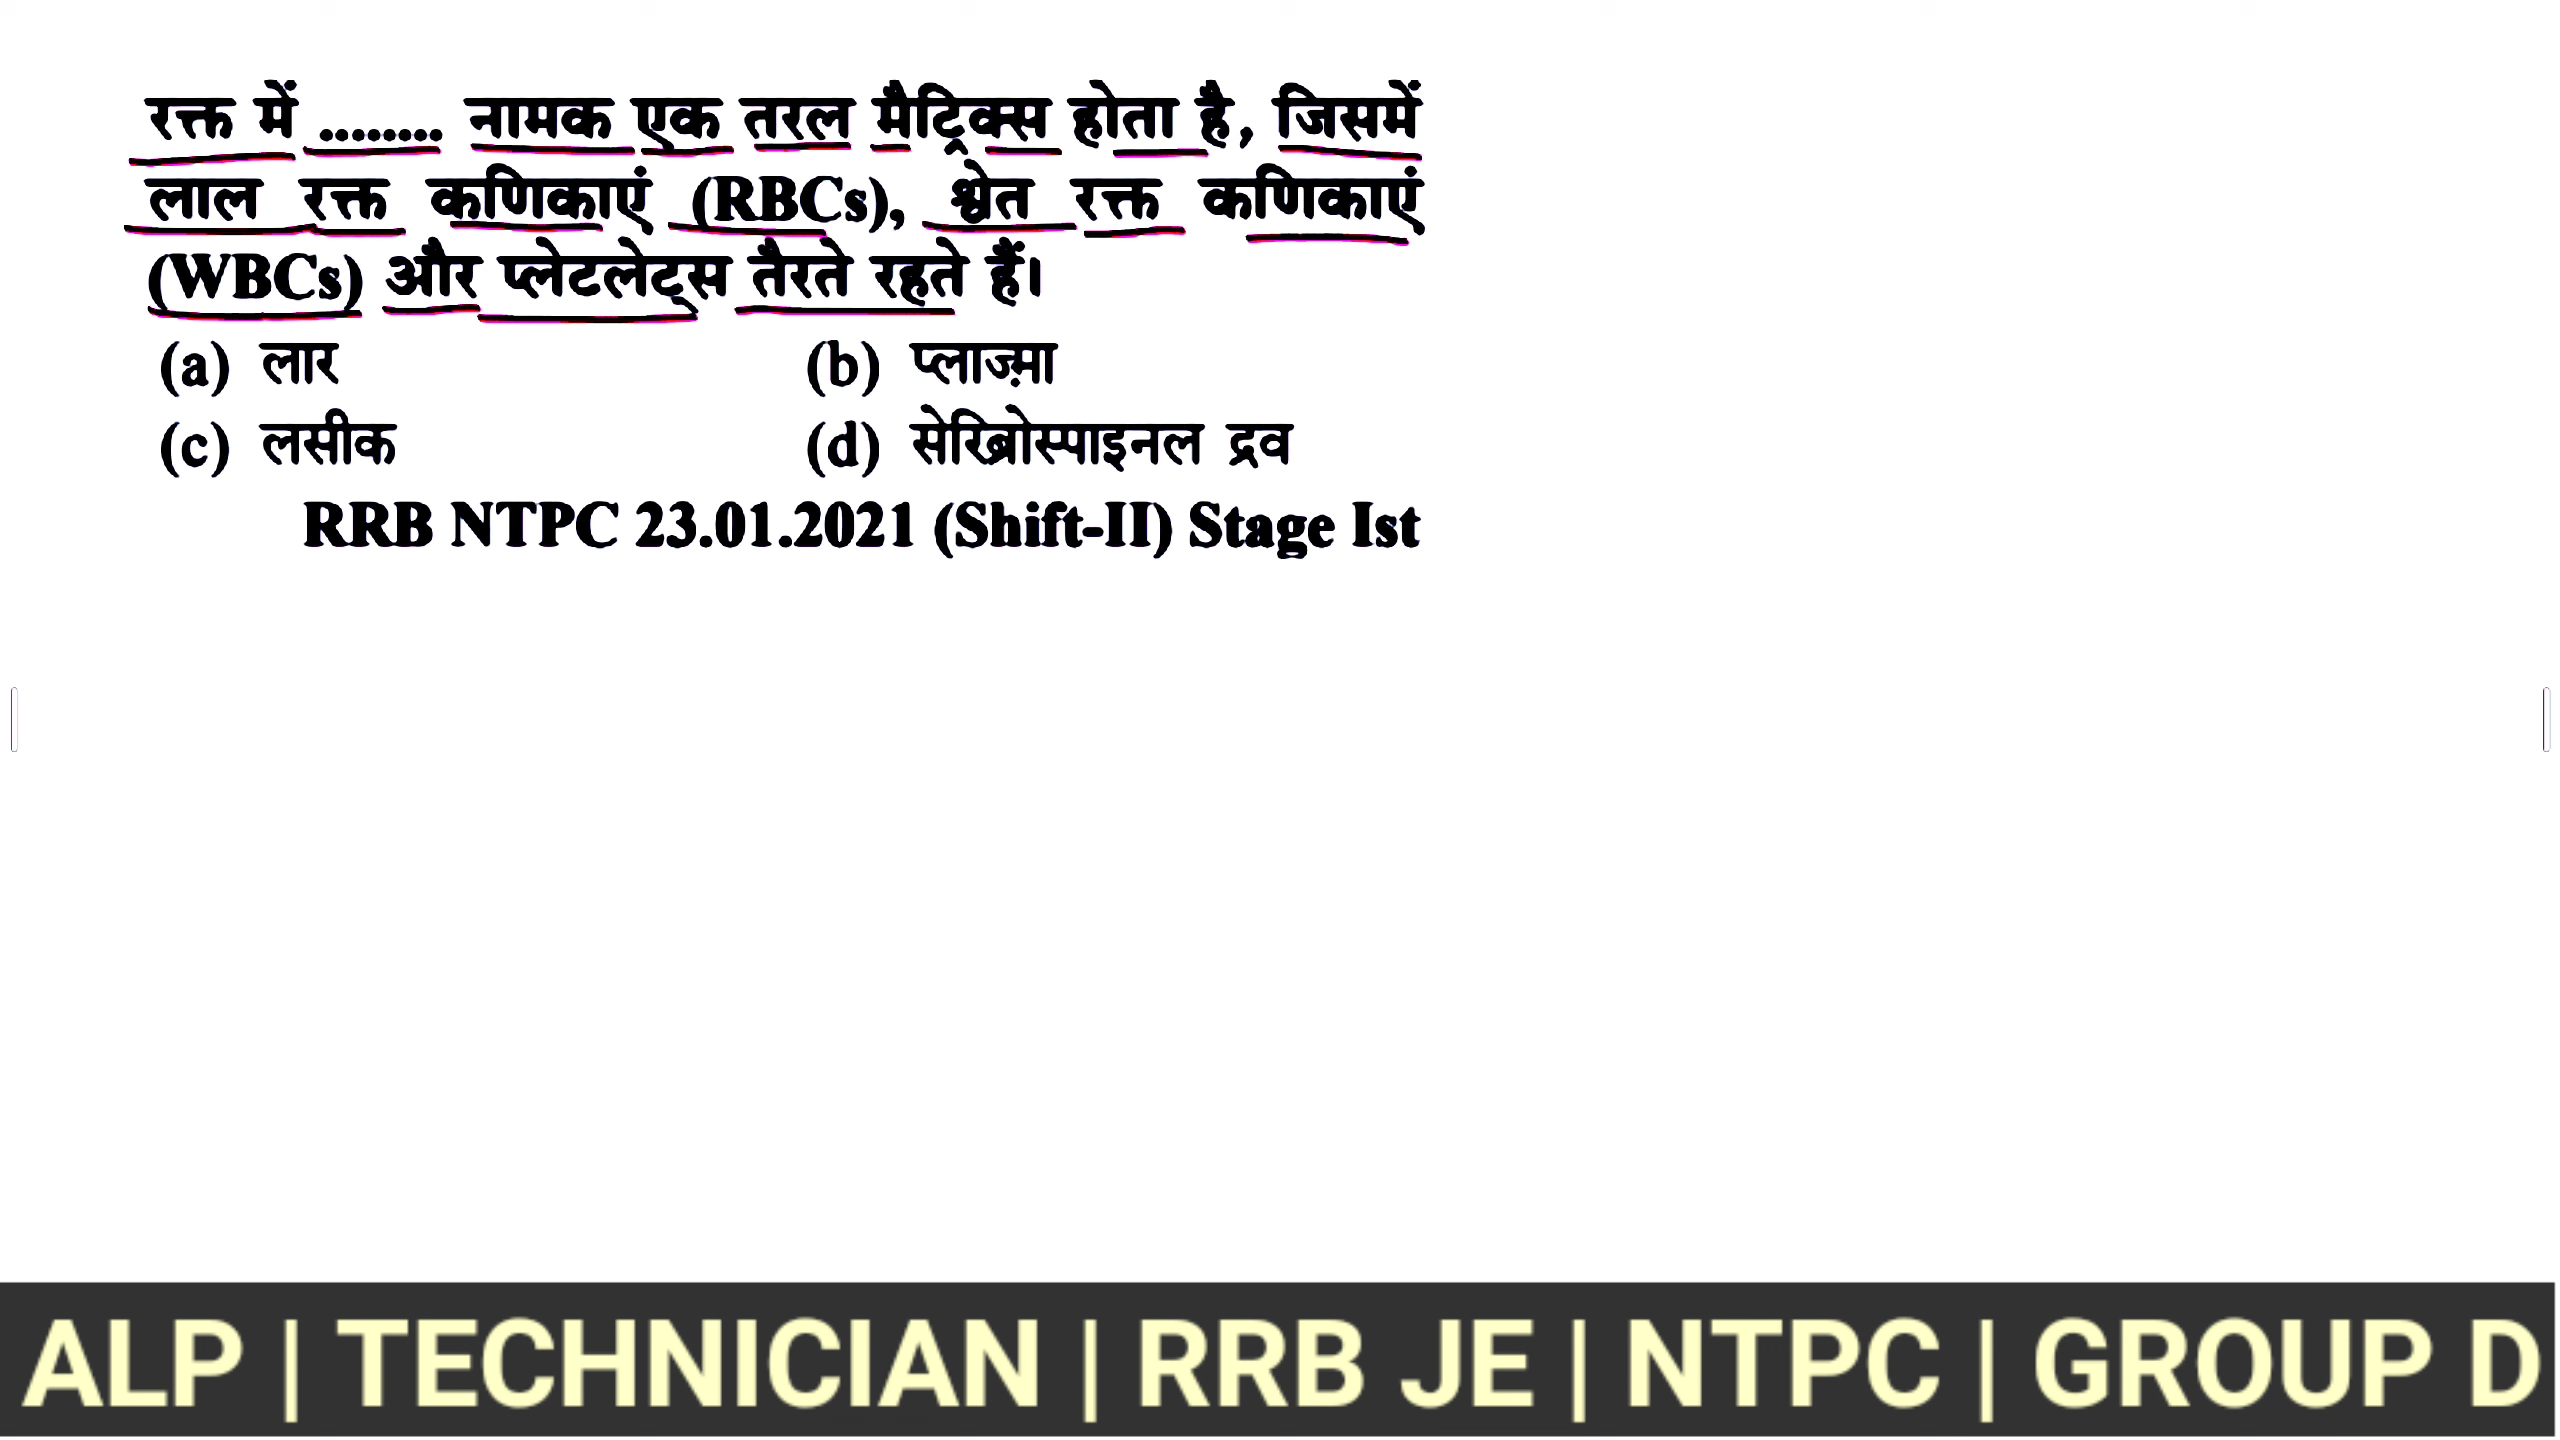 रक्त में ........ नामक एक तरल मैट्रिक्स होता है, जिसमें
लाल रक्त कणिकाएं (RBCs), श्वेत रक्त कणिकाएं
(WBCs) और प्लेटलेट्स तैरते रहते हैं।
(a) लार (b) प्लाज़्मा
(c) लसीक (d) सेरिब्रोस्पाइनल द्रव
RRB NTPC 23.01.2021 (Shift-II) Stage Ist
ALP | TECHNICIAN | RRB JE | NTPC | GROUP D